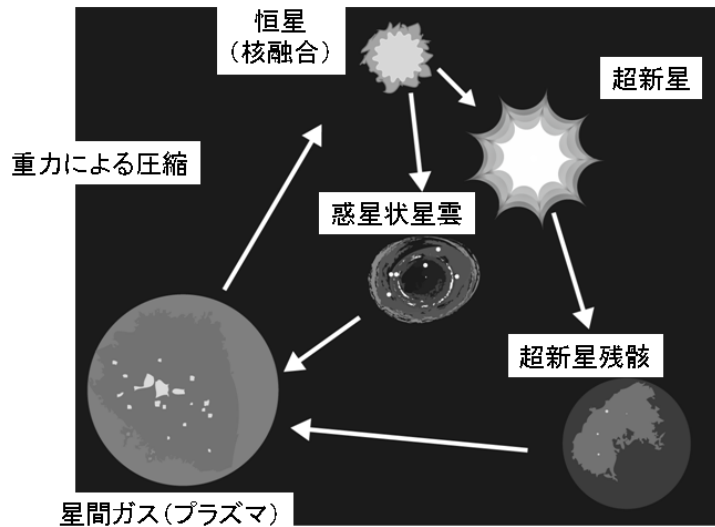 恒星
（核融合）
超新星
重力による圧縮
惑星状星雲
超新星残骸
星間ガス（プラズマ）